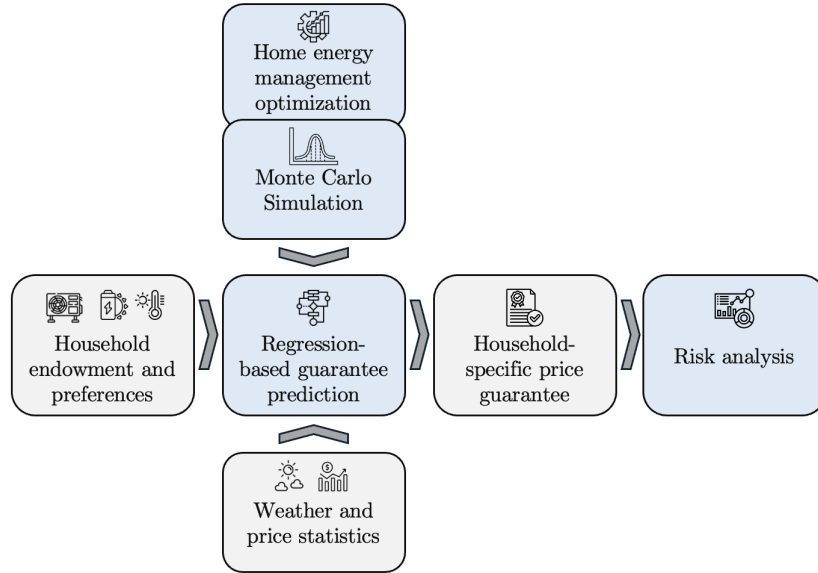 Home energy
management
optimization
Monte Carlo
Simulation
Household
endowment and
preferences
Regression-
based guarantee
prediction
Household-
specific price
guarantee
Risk analysis
$
Weather and
price statistics